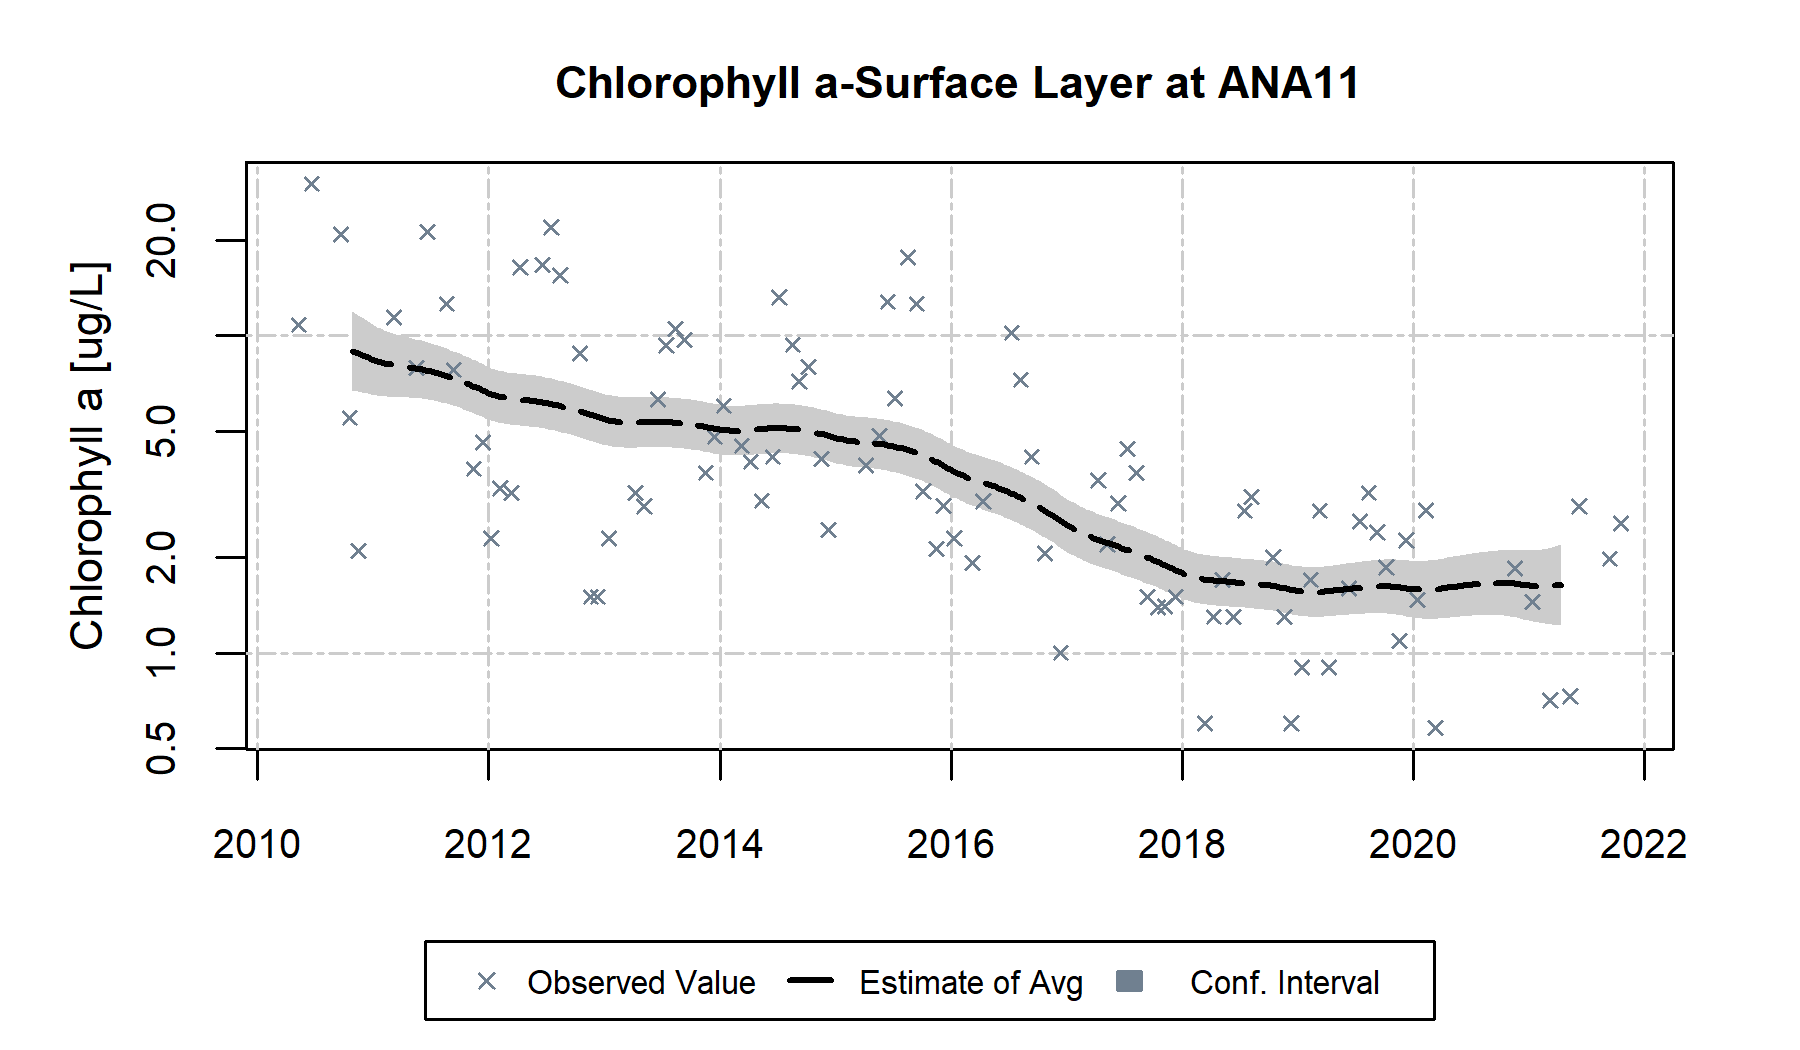 Chlorophyll a-Surface Layer at ANA11
Chlorophyll a [ug/L]
20.0
5.0
2.0
1.0
0.5
2010 2012 2014 2016 2018 2020 2022
Observed Value Estimate of Avg Conf. Interval